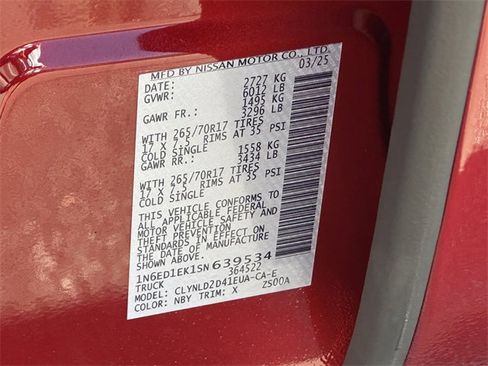 MFD BY NISSAN MOTOR CO., LTD.
DATE: 03/25
GVWR: 2727 KG
6012 LB
GAWR FR.: 1495 KG
3296 LB
WITH 265/70R17 TIRES
17 X 7.5 RIMS AT 35 PSI
COLD SINGLE
GAWR RR.: 1558 KG
3434 LB
WITH 265/70R17 TIRES
17 X 7.5 RIMS AT 35 PSI
COLD SINGLE
THIS VEHICLE CONFORMS TO
ALL APPLICABLE FEDERAL
MOTOR VEHICLE SAFETY AND
THEFT PREVENTION
STANDARDS IN EFFECT ON
THE DATE OF MANUFACTURE
SHOWN ABOVE.
1N6ED1EK1SN639534
TRUCK 364522
MODEL: CLYNLD2D41EUA-CA-E
COLOR: NBY TRIM: X ZS00A